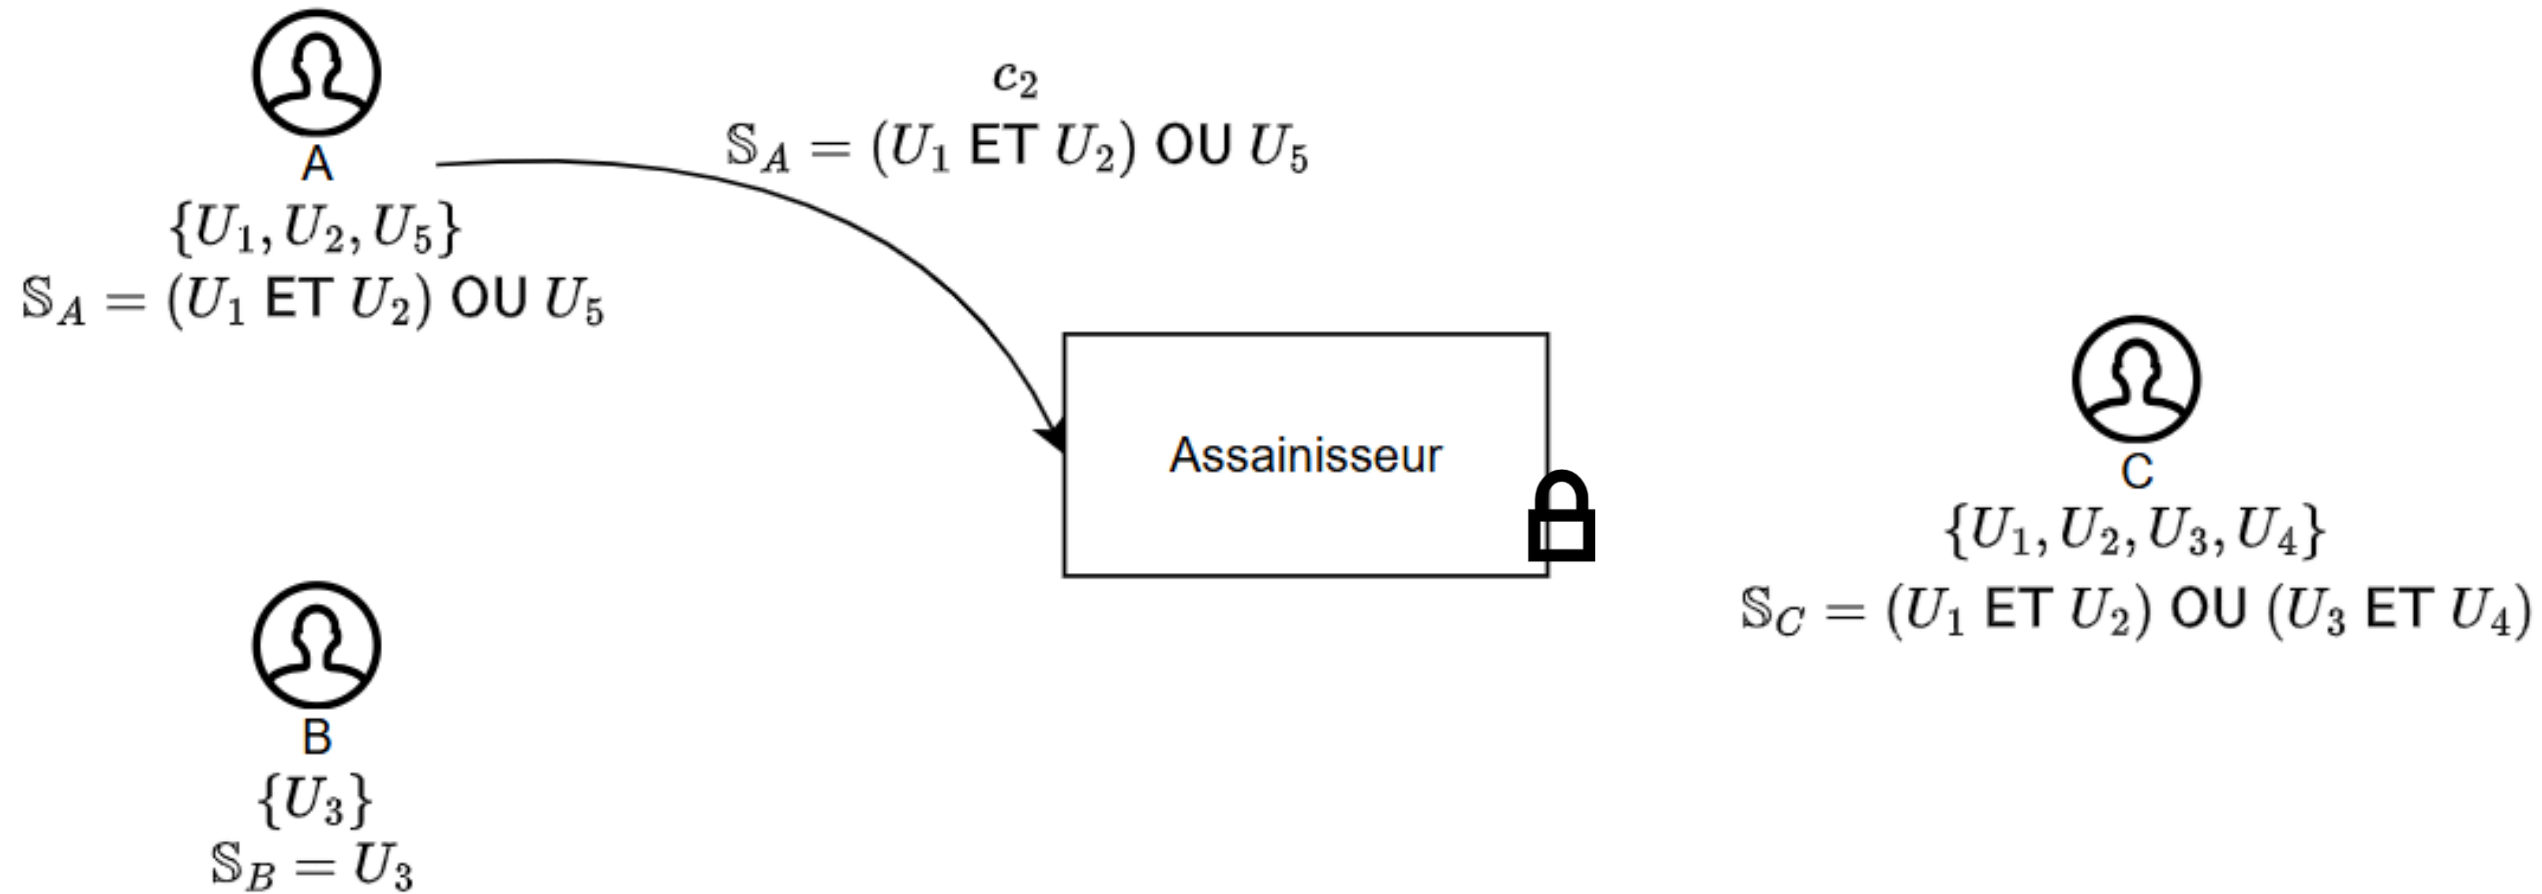 A
{U₁, U₂, U₅}
𝕊_A = (U₁ ET U₂) OU U₅
c₂
𝕊_A = (U₁ ET U₂) OU U₅
Assainisseur
C
{U₁, U₂, U₃, U₄}
𝕊_C = (U₁ ET U₂) OU (U₃ ET U₄)
B
{U₃}
𝕊_B = U₃